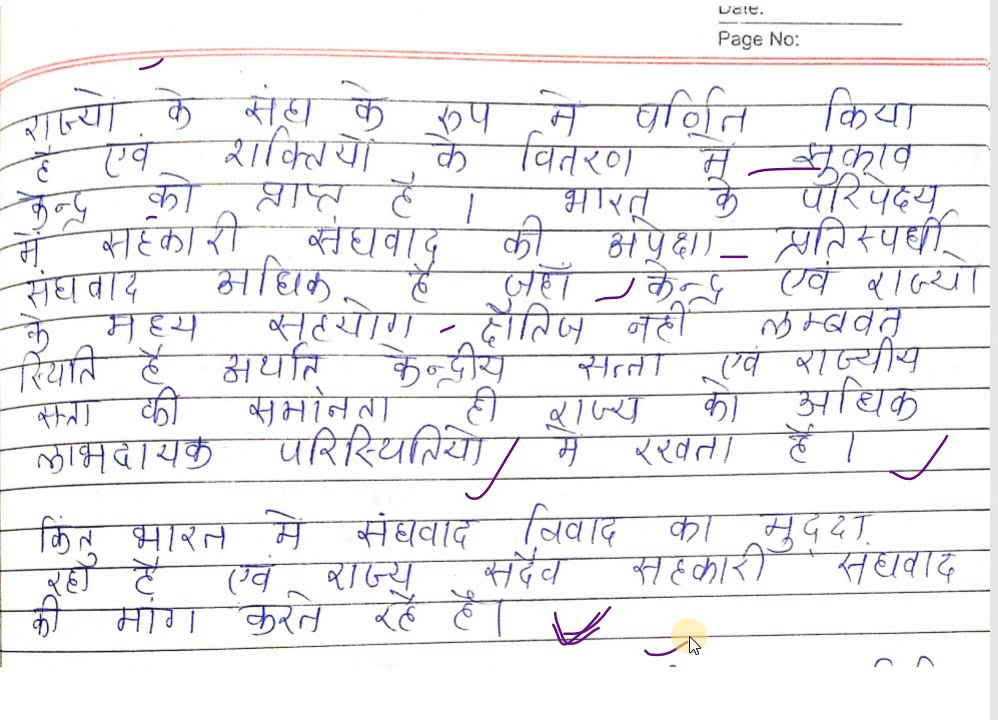 Date.
Page No:
राज्यों के संघ के रूप मे वर्णित किया
है एवं शक्तियों के वितरण में झुकाव
केन्द्र को प्राप्त है । भारत के परिपेक्ष्य
में सहकारी संघवाद की अपेक्षा प्रतिस्पर्धी
संघवाद अधिक है जहाँ केन्द्र एवं राज्यो
के मध्य सहयोग क्षैतिज नहीं लम्बवत
स्थिति है अर्थात केन्द्रीय सत्ता एवं राज्यीय
सत्ता की समानता ही राज्य को अधिक
लाभदायक परिस्थितियो में रखता है ।
किंतु भारत मे संघवाद विवाद का मुद्दा
रहा है एवं राज्य सदैव सहकारी संघवाद
की मांग करते रहे है।